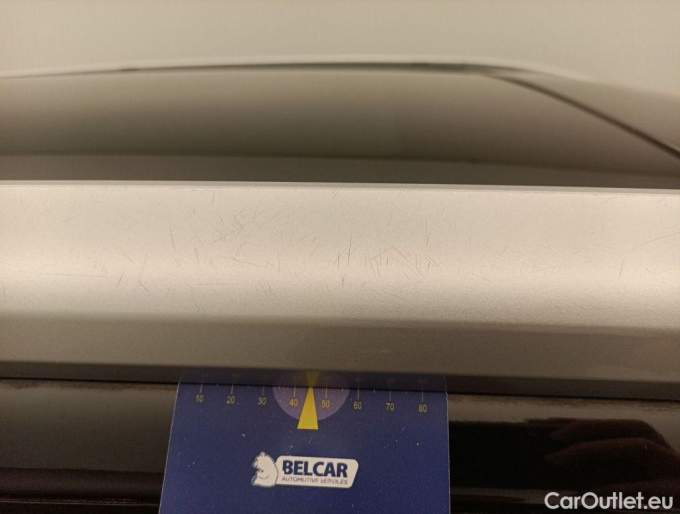 10 20 30 40 50 60 70 80
BELCAR
AUTOMOTIVE SERVICES
CarOutlet.eu